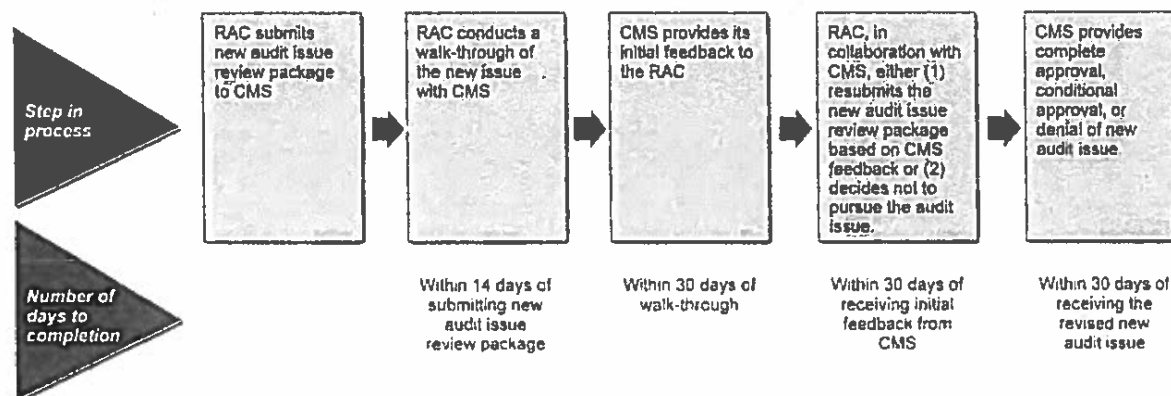 Step in
process
RAC submits
new audit issue
review package
to CMS
RAC conducts a
walk-through of
the new issue
with CMS
CMS provides its
initial feedback to
the RAC
RAC, in
collaboration with
CMS, either (1)
resubmits the
new audit issue
review package
based on CMS
feedback or (2)
decides not to
pursue the audit
issue.
CMS provides
complete
approval,
conditional
approval, or
denial of new
audit issue
Number of
days to
completion
Within 14 days of
submitting new
audit issue
review package
Within 30 days of
walk-through
Within 30 days of
receiving initial
feedback from
CMS
Within 30 days of
receiving the
revised new
audit issue